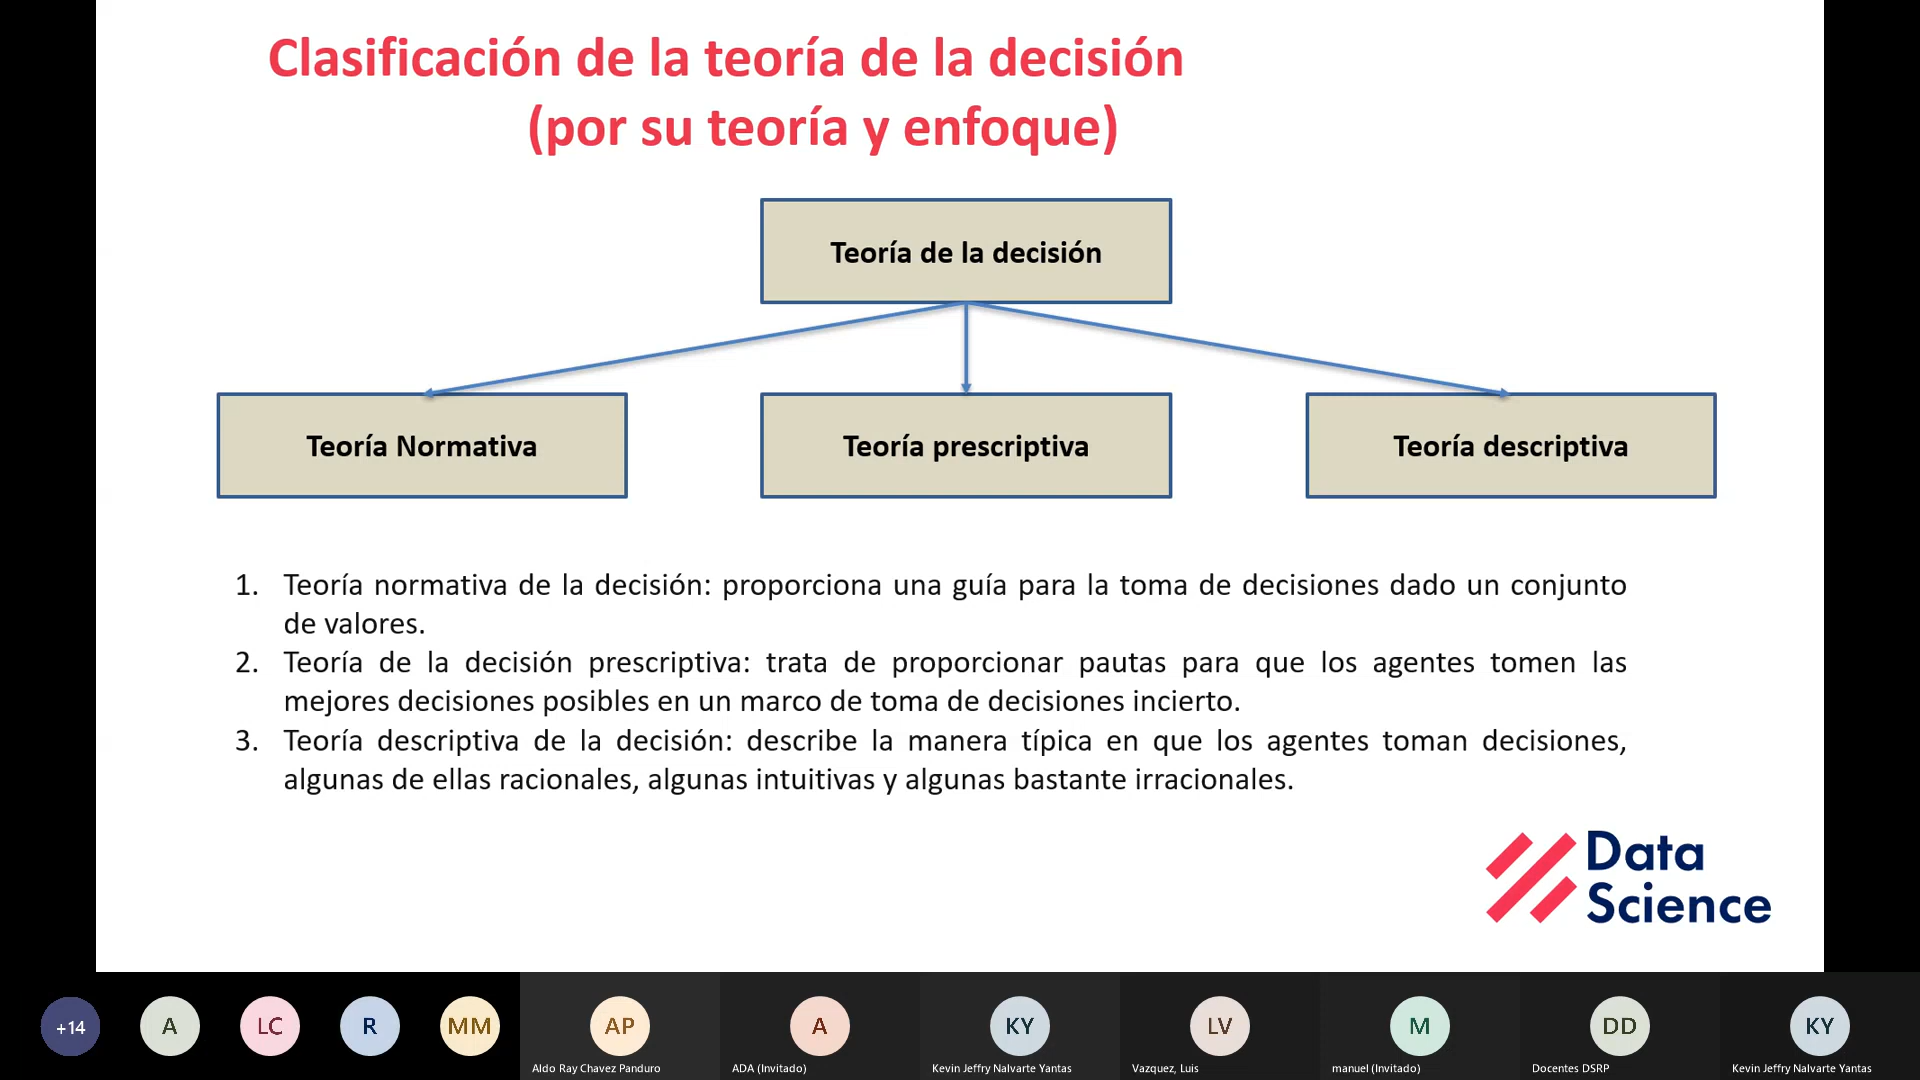 Clasificación de la teoría de la decisión
(por su teoría y enfoque)
Teoría de la decisión
Teoría Normativa
Teoría prescriptiva
Teoría descriptiva
1. Teoría normativa de la decisión: proporciona una guía para la toma de decisiones dado un conjunto
de valores.
2. Teoría de la decisión prescriptiva: trata de proporcionar pautas para que los agentes tomen las
mejores decisiones posibles en un marco de toma de decisiones incierto.
3. Teoría descriptiva de la decisión: describe la manera típica en que los agentes toman decisiones,
algunas de ellas racionales, algunas intuitivas y algunas bastante irracionales.
Data
Science
+14
A
LC
R
MM
AP
A
KY
LV
M
DD
KY
Aldo Ray Chavez Panduro
ADA (Invitado)
Kevin Jeffry Nalvarte Yantas
Vazquez, Luis
manuel (Invitado)
Docentes DSRP
Kevin Jeffry Nalvarte Yantas